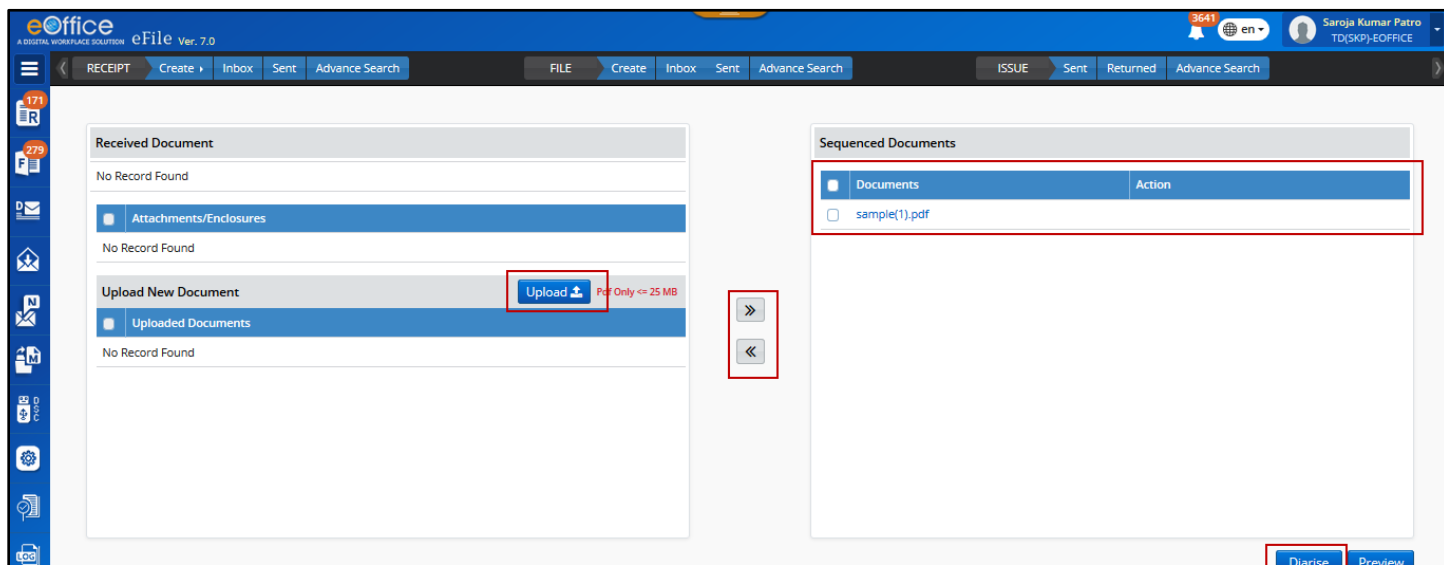 eOffice
A DIGITAL WORKPLACE SOLUTION eFile Ver. 7.0
3641
en
Saroja Kumar Patro
TD(SKP)-EOFFICE
RECEIPT Create Inbox Sent Advance Search FILE Create Inbox Sent Advance Search ISSUE Sent Returned Advance Search
171
R
279
F
D
N
M
DSC
LOG
Received Document
No Record Found
Attachments/Enclosures
No Record Found
Upload New Document Upload Pdf Only <= 25 MB
Uploaded Documents
No Record Found
Sequenced Documents
Documents Action
sample(1).pdf
Diarise Preview